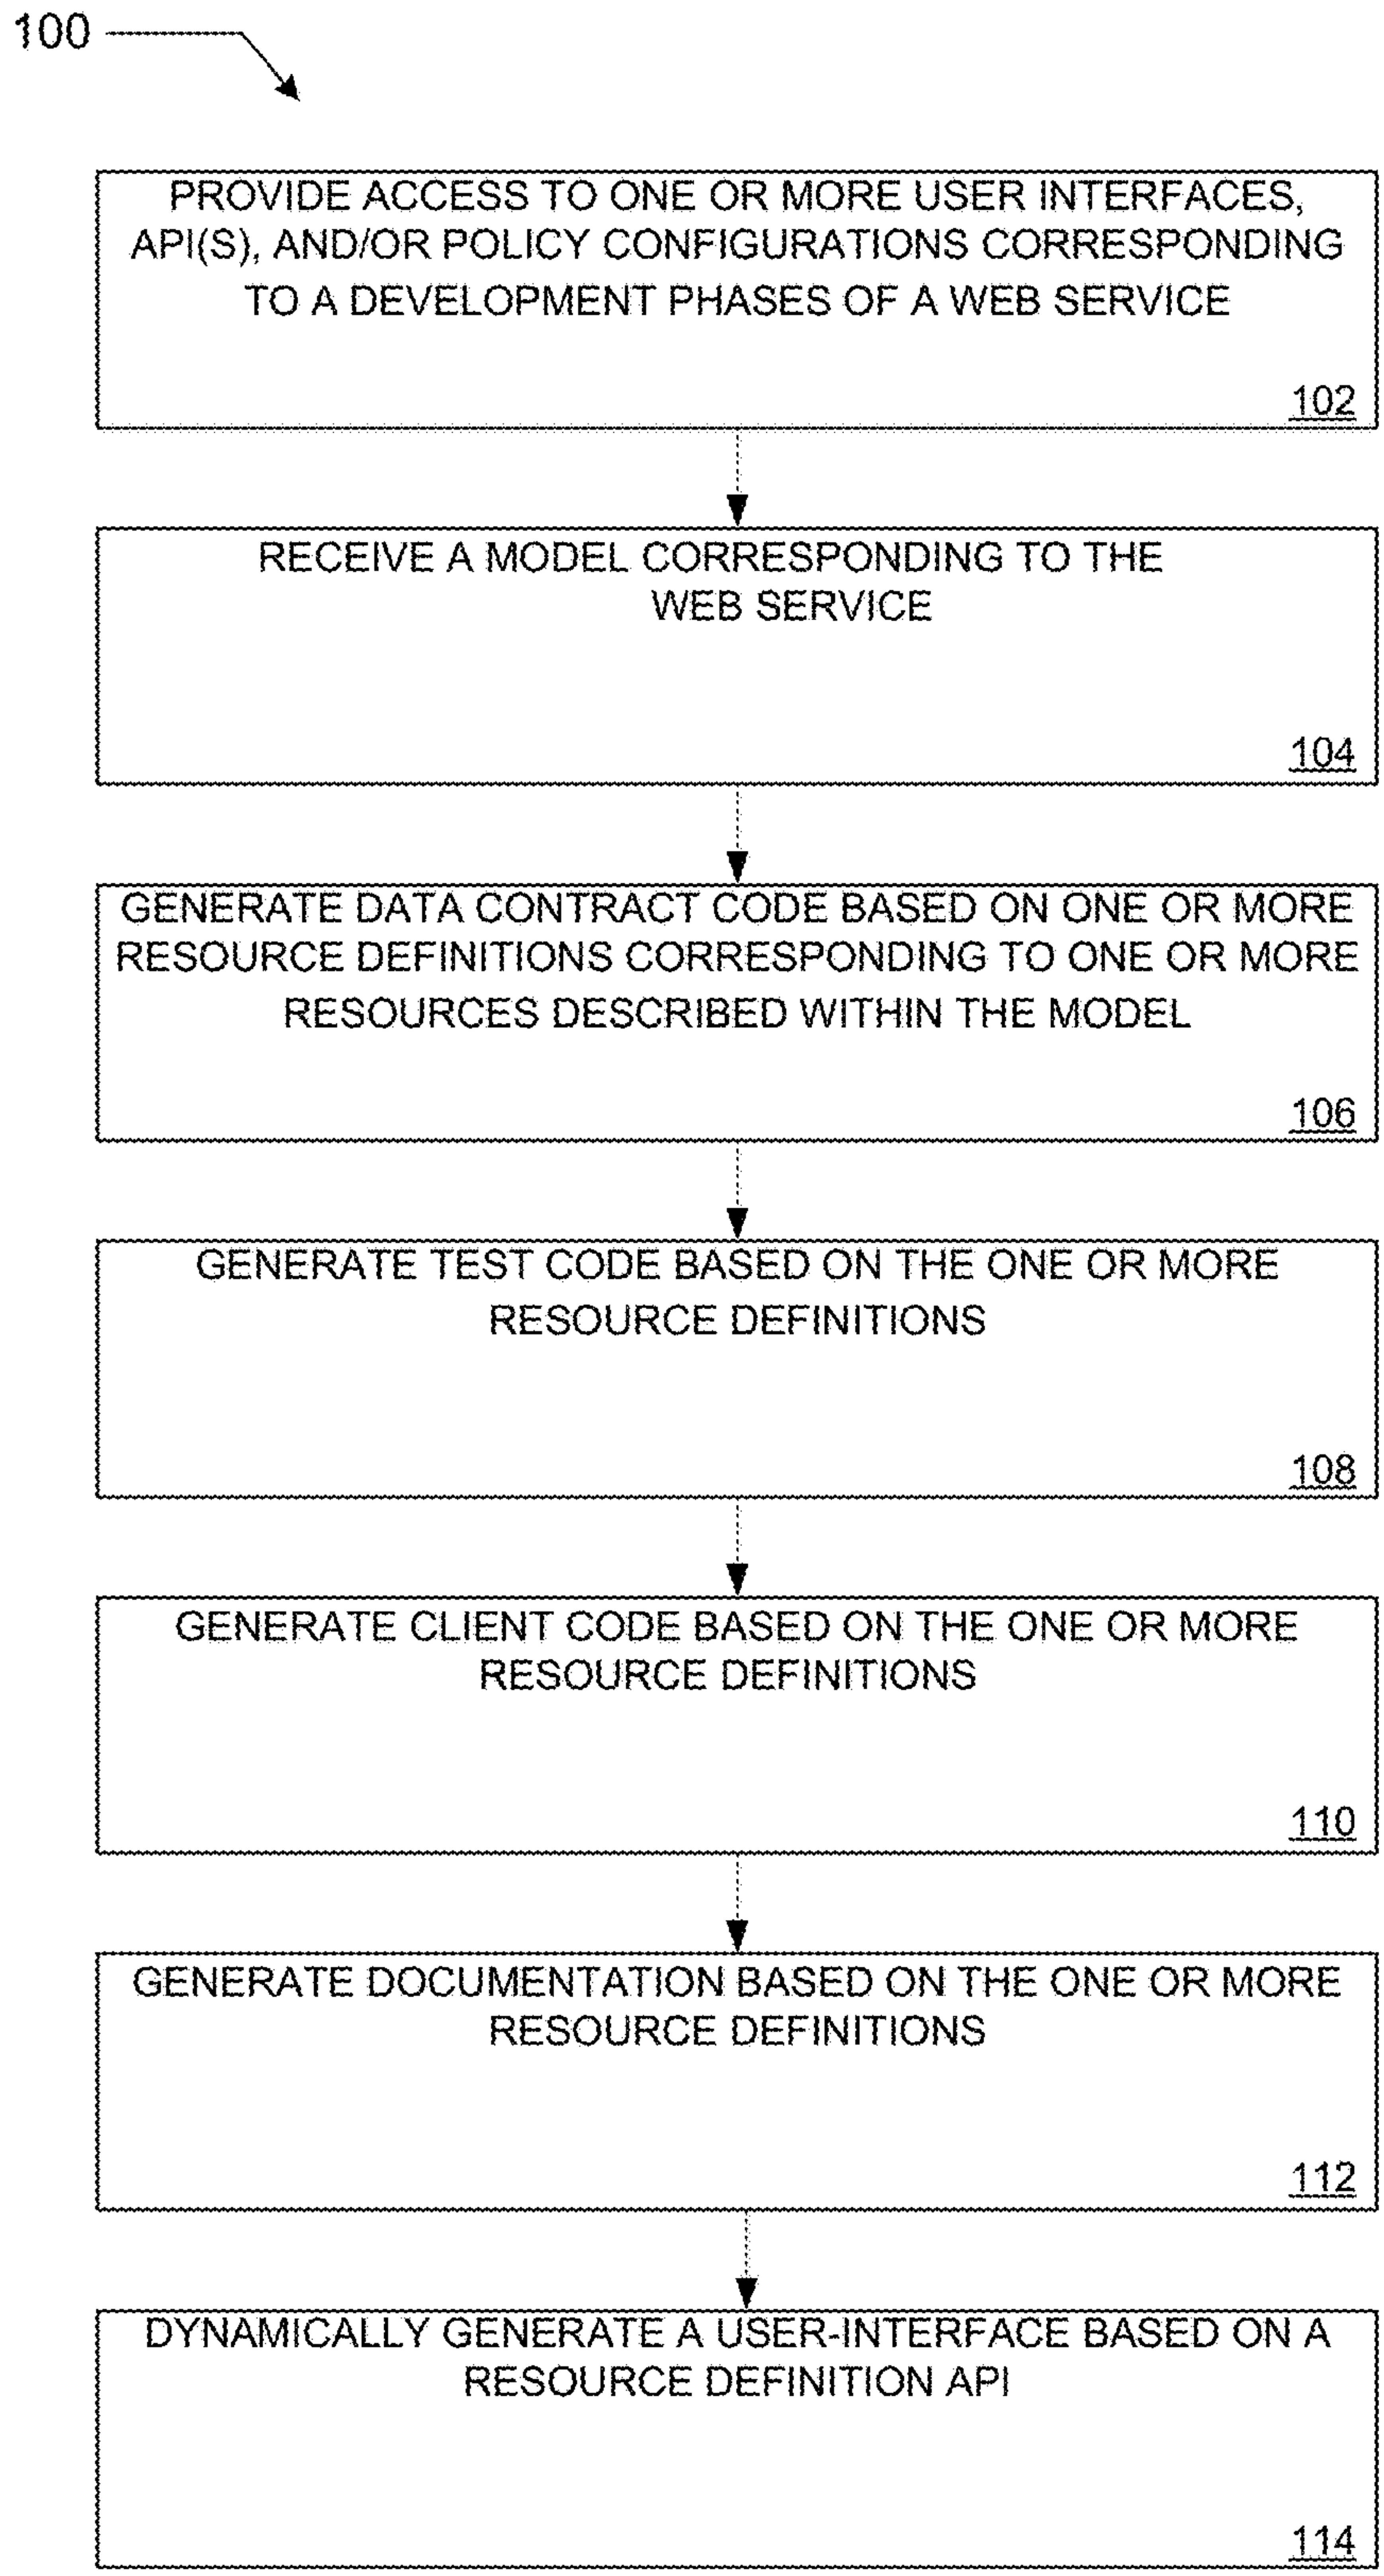 100
PROVIDE ACCESS TO ONE OR MORE USER INTERFACES,
API(S), AND/OR POLICY CONFIGURATIONS CORRESPONDING
TO A DEVELOPMENT PHASES OF A WEB SERVICE
102
RECEIVE A MODEL CORRESPONDING TO THE
WEB SERVICE
104
GENERATE DATA CONTRACT CODE BASED ON ONE OR MORE
RESOURCE DEFINITIONS CORRESPONDING TO ONE OR MORE
RESOURCES DESCRIBED WITHIN THE MODEL
106
GENERATE TEST CODE BASED ON THE ONE OR MORE
RESOURCE DEFINITIONS
108
GENERATE CLIENT CODE BASED ON THE ONE OR MORE
RESOURCE DEFINITIONS
110
GENERATE DOCUMENTATION BASED ON THE ONE OR MORE
RESOURCE DEFINITIONS
112
DYNAMICALLY GENERATE A USER-INTERFACE BASED ON A
RESOURCE DEFINITION API
114